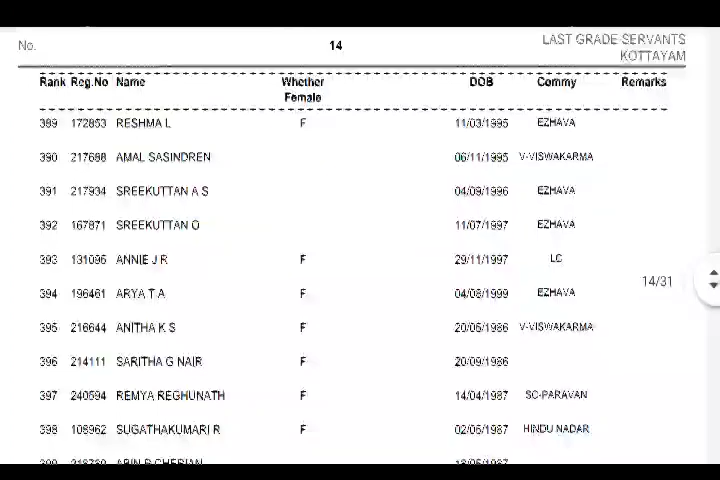 No. 14 LAST GRADE SERVANTS
KOTTAYAM
Rank Reg.No Name Whether DOB Commy Remarks
Female
389 172853 RESHMA L F 11/03/1995 EZHAVA
390 217688 AMAL SASINDREN 06/11/1995 V-VISWAKARMA
391 217934 SREEKUTTAN A S 04/09/1996 EZHAVA
392 167871 SREEKUTTAN O 11/07/1997 EZHAVA
393 131095 ANNIE J R F 29/11/1997 LC
14/31
394 196461 ARYA T A F 04/08/1999 EZHAVA
395 216644 ANITHA K S F 20/05/1986 V-VISWAKARMA
396 214111 SARITHA G NAIR F 20/09/1986
397 240594 REMYA REGHUNATH F 14/04/1987 SC-PARAVAN
398 108962 SUGATHAKUMARI R F 02/06/1987 HINDU NADAR